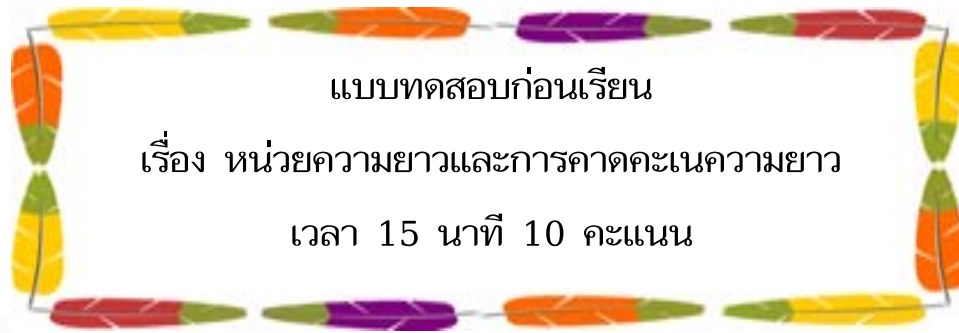 แบบทดสอบก่อนเรียน
เรื่อง หน่วยความยาวและการคาดคะเนความยาว
เวลา 15 นาที 10 คะแนน